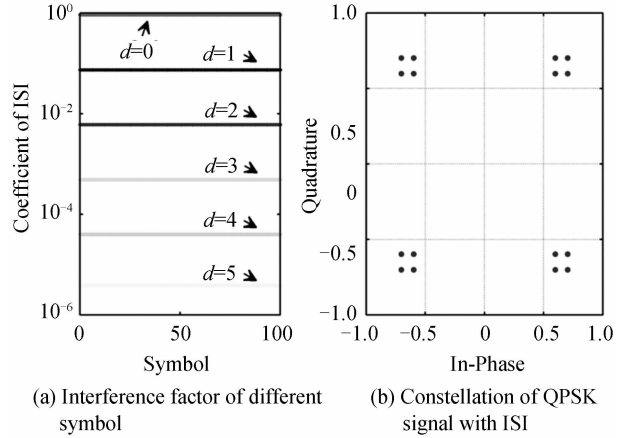 10⁰
d=0
d=1
10⁻²
d=2
d=3
10⁻⁴
d=4
d=5
10⁻⁶
0
50
100
Coefficient of ISI
Symbol
(a) Interference factor of different
symbol
1.0
0.5
0
−0.5
−1.0
−1.0
−0.5
0
0.5
1.0
Quadrature
In-Phase
(b) Constellation of QPSK
signal with ISI